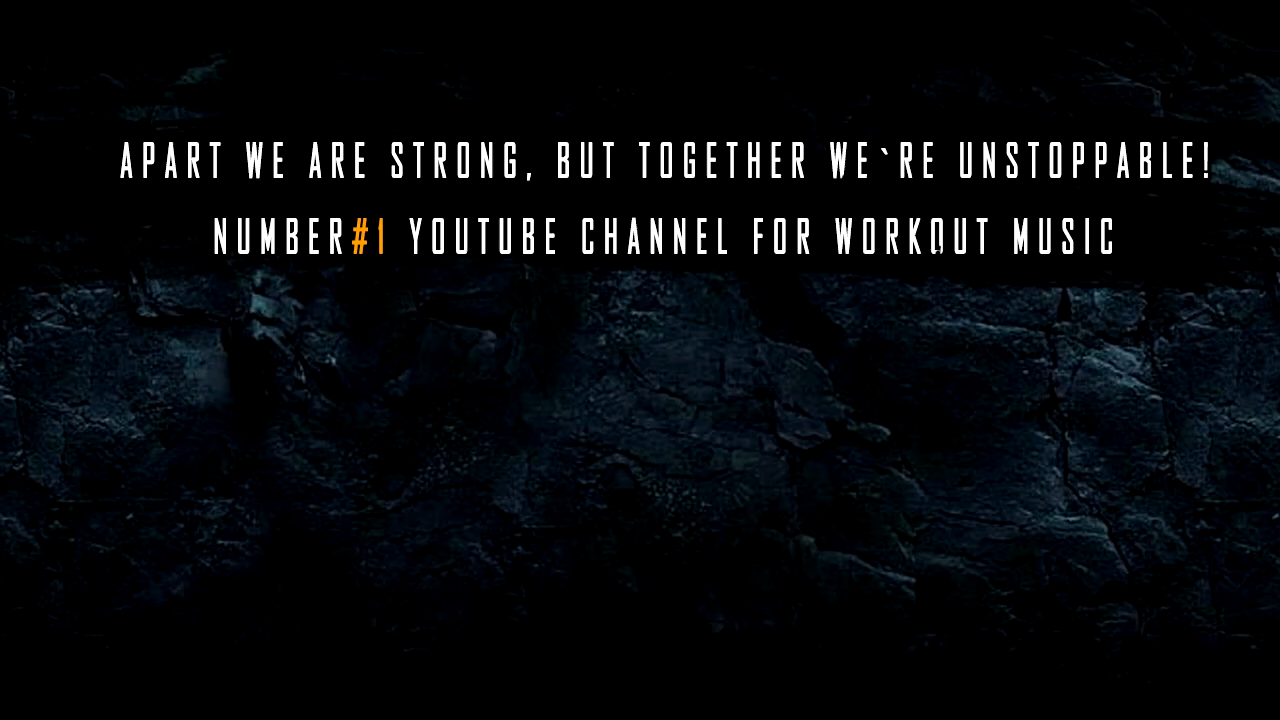 APART WE ARE STRONG, BUT TOGETHER WE`RE UNSTOPPABLE!
NUMBER#1 YOUTUBE CHANNEL FOR WORKOUT MUSIC